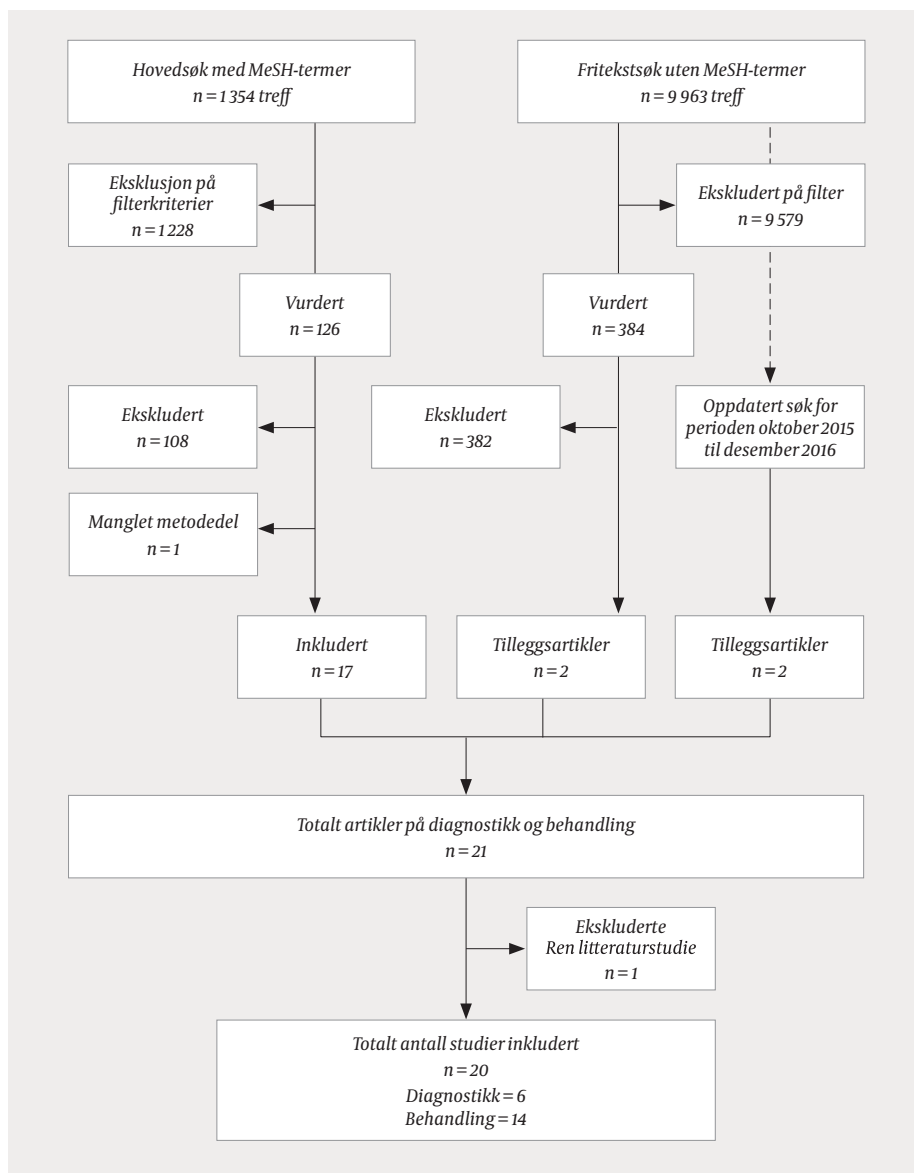 Hovedsøk med MeSH-termer
n = 1 354 treff
Fritekstsøk uten MeSH-termer
n = 9 963 treff
Eksklusjon på
filterkriterier
n = 1 228
Ekskludert på filter
n = 9 579
Vurdert
n = 126
Vurdert
n = 384
Ekskludert
n = 108
Ekskludert
n = 382
Oppdatert søk for
perioden oktober 2015
til desember 2016
Manglet metodedel
n = 1
Inkludert
n = 17
Tilleggsartikler
n = 2
Tilleggsartikler
n = 2
Totalt artikler på diagnostikk og behandling
n = 21
Ekskluderte
Ren litteraturstudie
n = 1
Totalt antall studier inkludert
n = 20
Diagnostikk = 6
Behandling = 14